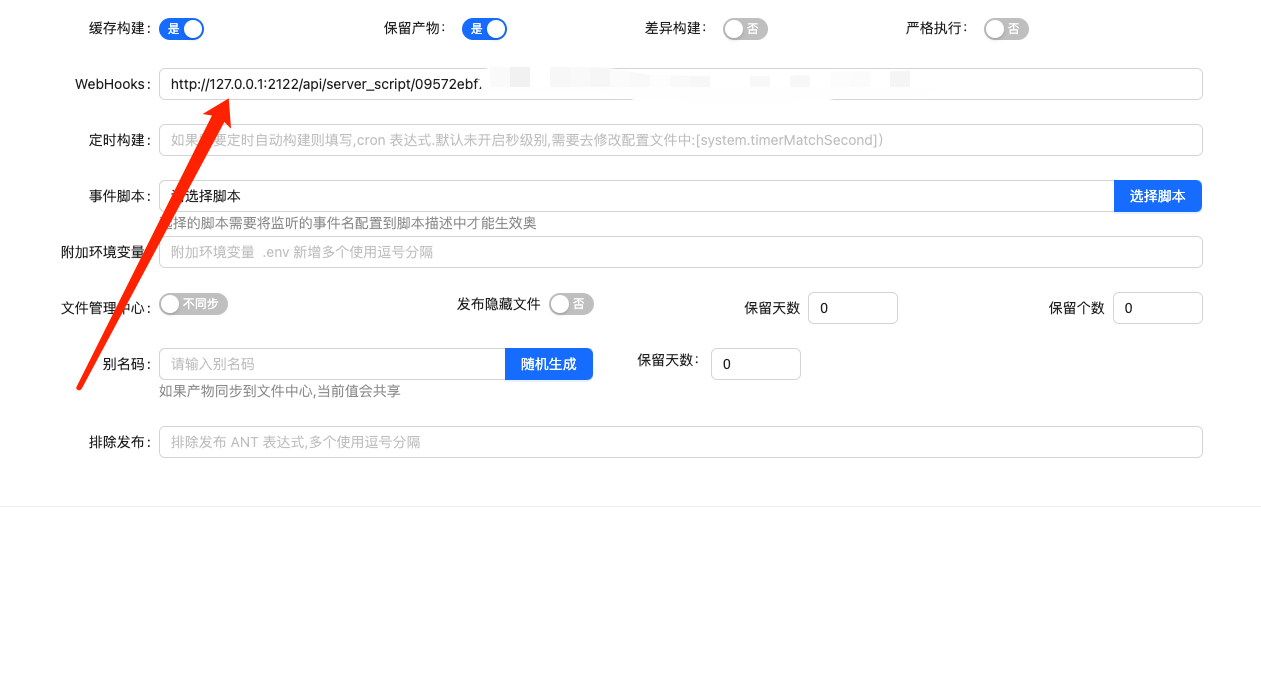 缓存构建： 是 保留产物： 是 差异构建： 否 严格执行： 否
WebHooks： http://127.0.0.1:2122/api/server_script/09572ebf
定时构建： 如果 要定时自动构建则填写,cron 表达式.默认未开启秒级别,需要去修改配置文件中:[system.timerMatchSecond])
事件脚本： 选择脚本 选择脚本
择的脚本需要将监听的事件名配置到脚本描述中才能生效奥
附加环境变量 附加环境变量 .env 新增多个使用逗号分隔
文件管理中心： 不同步 发布隐藏文件 否 保留天数 0 保留个数 0
别名码： 请输入别名码 随机生成 保留天数： 0
如果产物同步到文件中心,当前值会共享
排除发布： 排除发布 ANT 表达式,多个使用逗号分隔